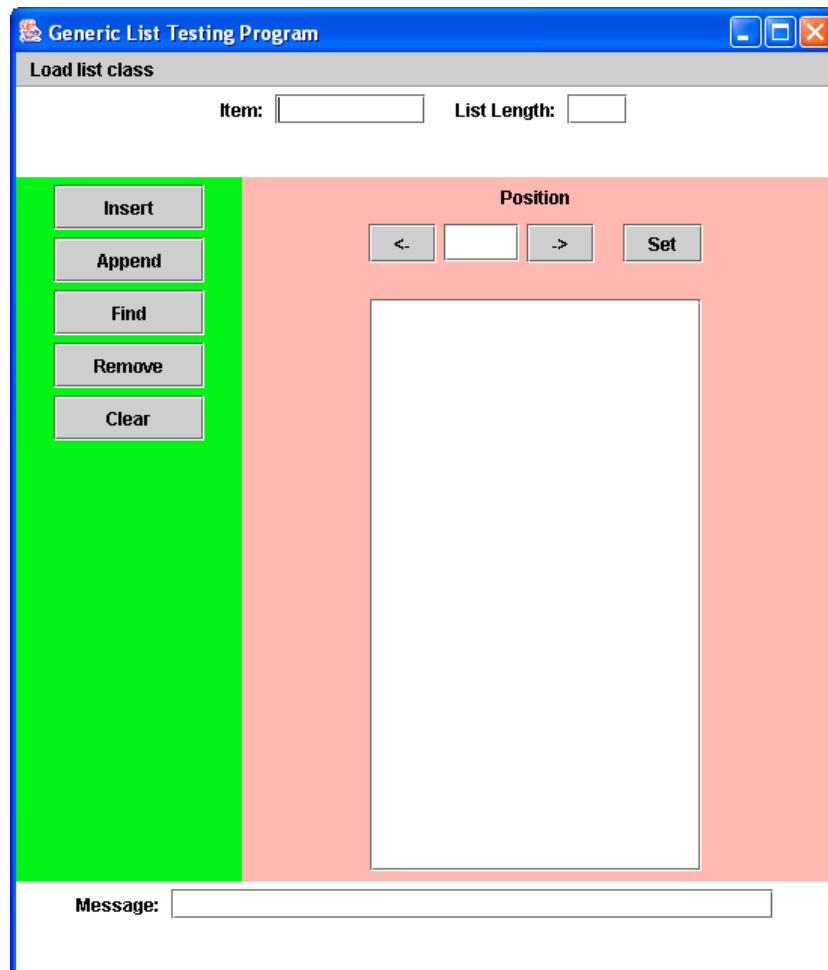 Generic List Testing Program
Load list class
Item: List Length:
Insert
Append
Find
Remove
Clear
Position
<- -> Set
Message: